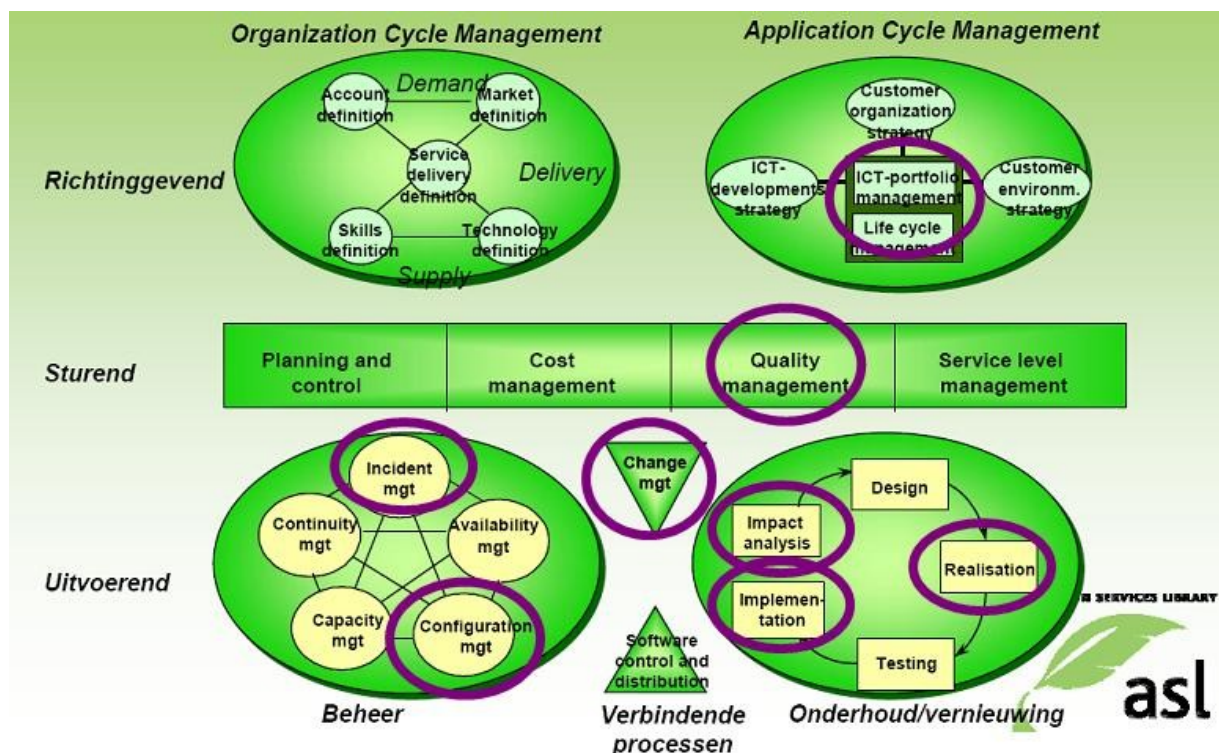 Organization Cycle Management
Application Cycle Management
Richtinggevend
Demand
Account
definition
Market
definition
Service
delivery
definition
Delivery
Skills
definition
Technology
definition
Supply
Customer
organization
strategy
ICT-
developments
strategy
ICT-portfolio
management
Customer
environm.
strategy
Life cycle
management
Sturend
Planning and
control
Cost
management
Quality
management
Service level
management
Uitvoerend
Incident
mgt
Continuity
mgt
Availability
mgt
Capacity
mgt
Configuration
mgt
Change
mgt
Software
control and
distribution
Design
Impact
analysis
Realisation
Implemen-
tation
Testing
Beheer
Verbindende
processen
Onderhoud/vernieuwing
SERVICES LIBRARY
asl